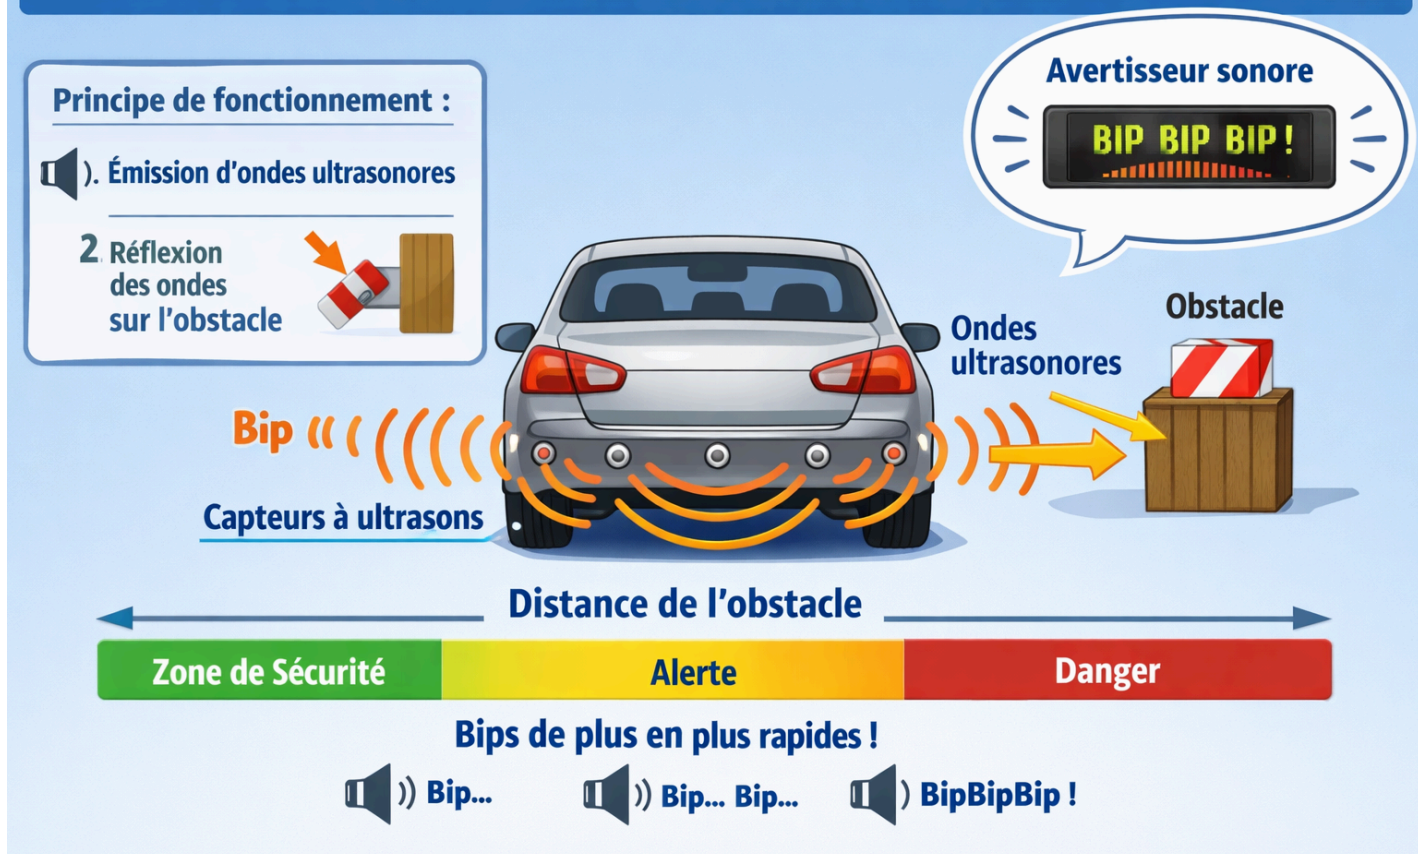 Principe de fonctionnement :
. Émission d'ondes ultrasonores
2. Réflexion
des ondes
sur l'obstacle
Avertisseur sonore
BIP BIP BIP !
Obstacle
Ondes
ultrasonores
Bip
Capteurs à ultrasons
Distance de l'obstacle
Zone de Sécurité
Alerte
Danger
Bips de plus en plus rapides !
Bip...
Bip... Bip...
BipBipBip !